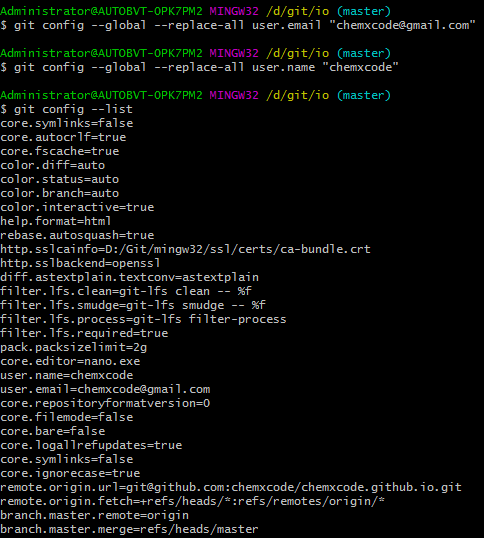 Administrator@AUTOBVT-OPK7PM2 MINGW32 /d/git/io (master)
$ git config --global --replace-all user.email "chemxcode@gmail.com"
Administrator@AUTOBVT-OPK7PM2 MINGW32 /d/git/io (master)
$ git config --global --replace-all user.name "chemxcode"
Administrator@AUTOBVT-OPK7PM2 MINGW32 /d/git/io (master)
$ git config --list
core.symlinks=false
core.autocrlf=true
core.fscache=true
color.diff=auto
color.status=auto
color.branch=auto
color.interactive=true
help.format=html
rebase.autosquash=true
http.sslcainfo=D:/Git/mingw32/ssl/certs/ca-bundle.crt
http.sslbackend=openssl
diff.astextplain.textconv=astextplain
filter.lfs.clean=git-lfs clean -- %f
filter.lfs.smudge=git-lfs smudge -- %f
filter.lfs.process=git-lfs filter-process
filter.lfs.required=true
pack.packsizelimit=2g
core.editor=nano.exe
user.name=chemxcode
user.email=chemxcode@gmail.com
core.repositoryformatversion=0
core.filemode=false
core.bare=false
core.logallrefupdates=true
core.symlinks=false
core.ignorecase=true
remote.origin.url=git@github.com:chemxcode/chemxcode.github.io.git
remote.origin.fetch=+refs/heads/*:refs/remotes/origin/*
branch.master.remote=origin
branch.master.merge=refs/heads/master